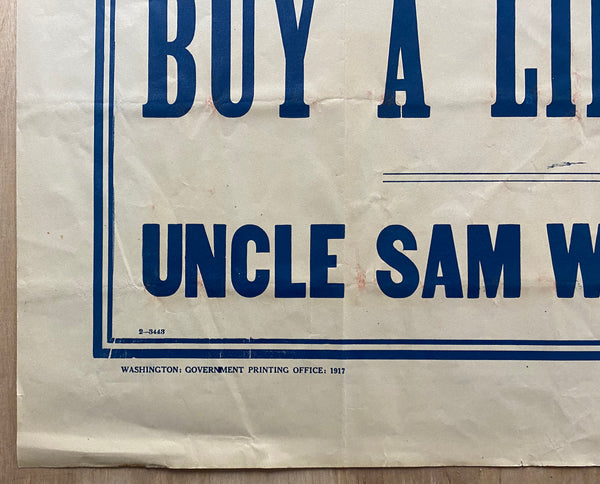 BUY A LI
UNCLE SAM W
2—3443
WASHINGTON: GOVERNMENT PRINTING OFFICE: 1917